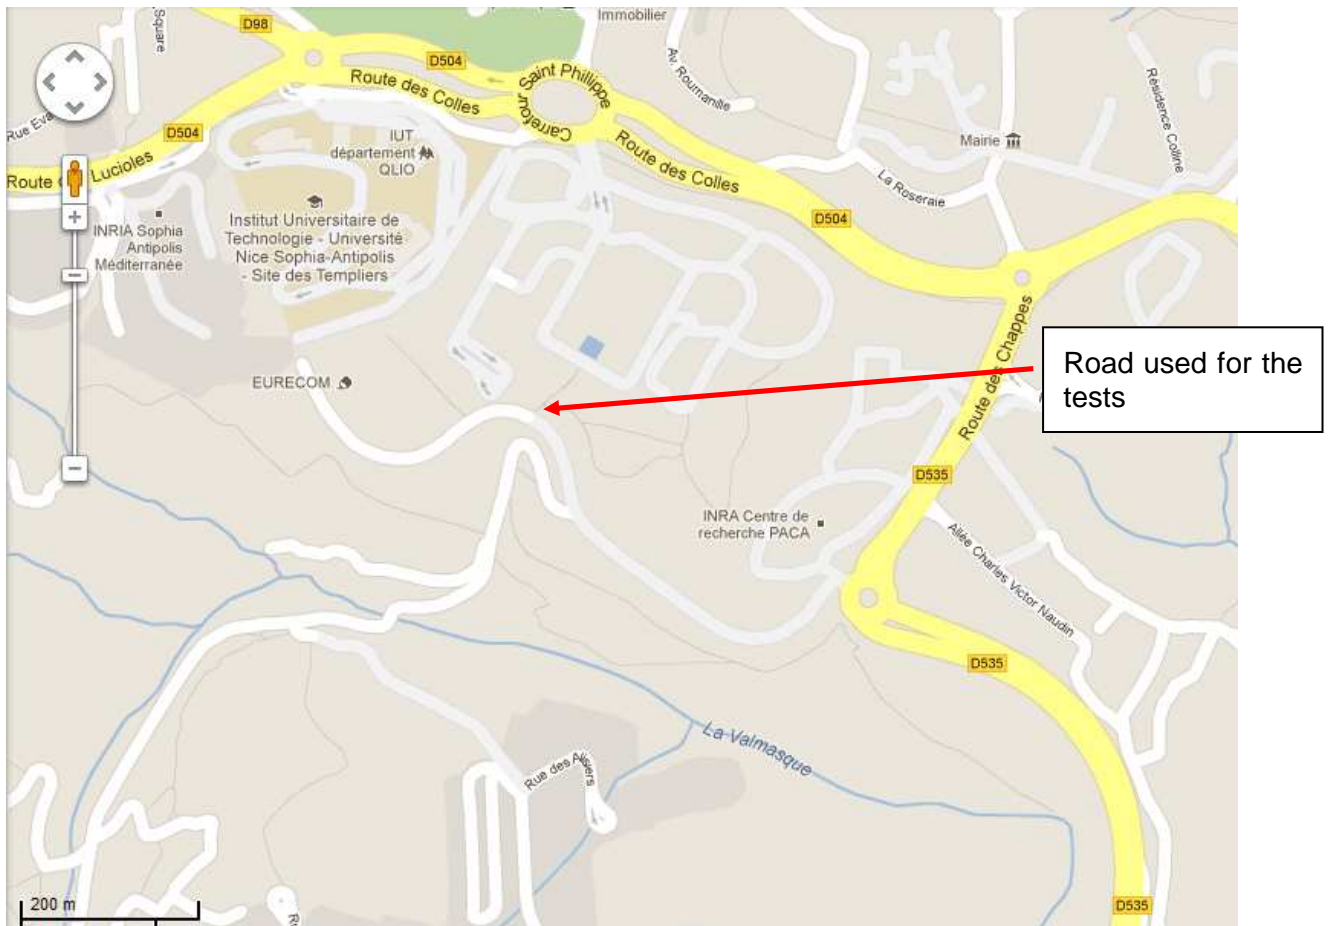 Square
D98
Immobilier
D504
Saint Phillippe
Carrefour
Route des Colles
Av. Roumanille
Rue Eva
D504
IUT
département
QLIO
Route des Colles
Mairie
Résidence Colline
Route d
Lucioles
La Roseraie
D504
INRIA Sophia
Antipolis
Méditerranée
Institut Universitaire de
Technologie - Université
Nice Sophia-Antipolis
- Site des Templiers
Route des Chappes
Road used for the
tests
EURECOM
D535
INRA Centre de
recherche PACA
Allée Charles Victor Naudin
D535
La Valmasque
Rue des Alisiers
200 m
D535